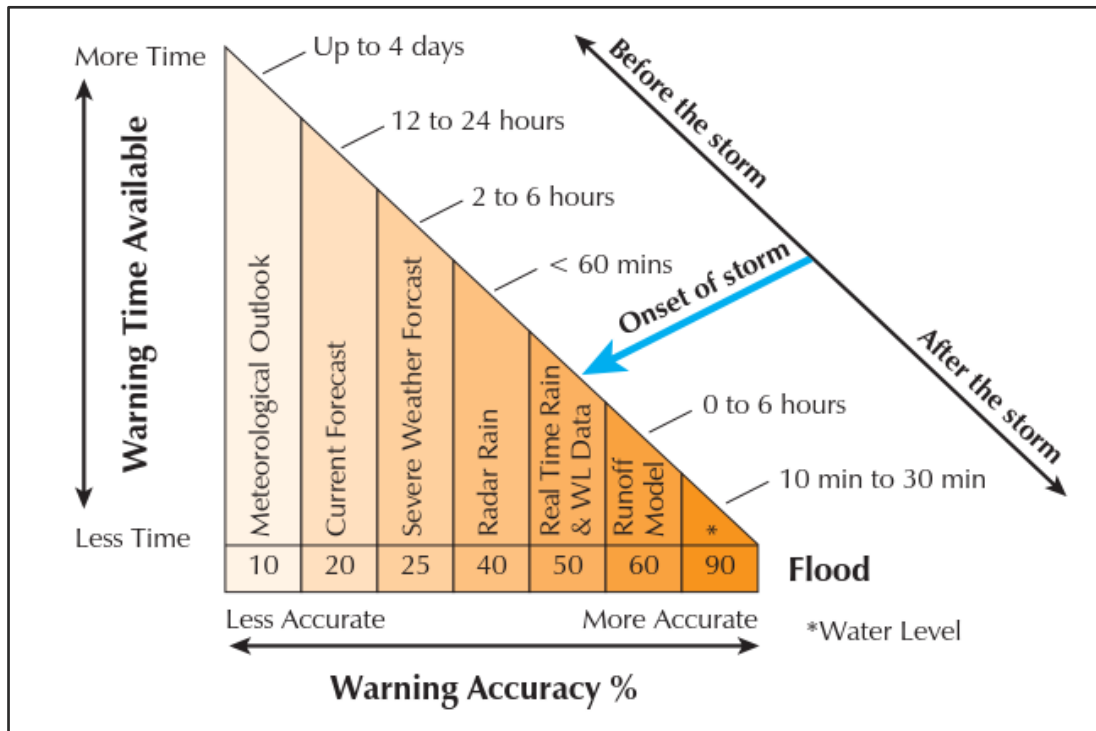 More Time
Up to 4 days
12 to 24 hours
2 to 6 hours
< 60 mins
0 to 6 hours
10 min to 30 min
Before the storm
Onset of storm
After the storm
Warning Time Available
Less Time
Meteorological Outlook
Current Forecast
Severe Weather Forcast
Radar Rain
Real Time Rain
& WL Data
Runoff
Model
*
10 20 25 40 50 60 90
Flood
Less Accurate More Accurate
*Water Level
Warning Accuracy %